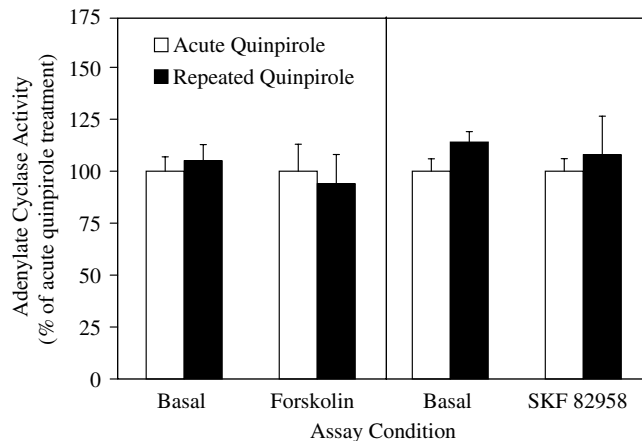 Adenylate Cyclase Activity
(% of acute quinpirole treatment)
175
150
125
100
75
50
25
0
Acute Quinpirole
Repeated Quinpirole
Basal
Forskolin
Basal
SKF 82958
Assay Condition